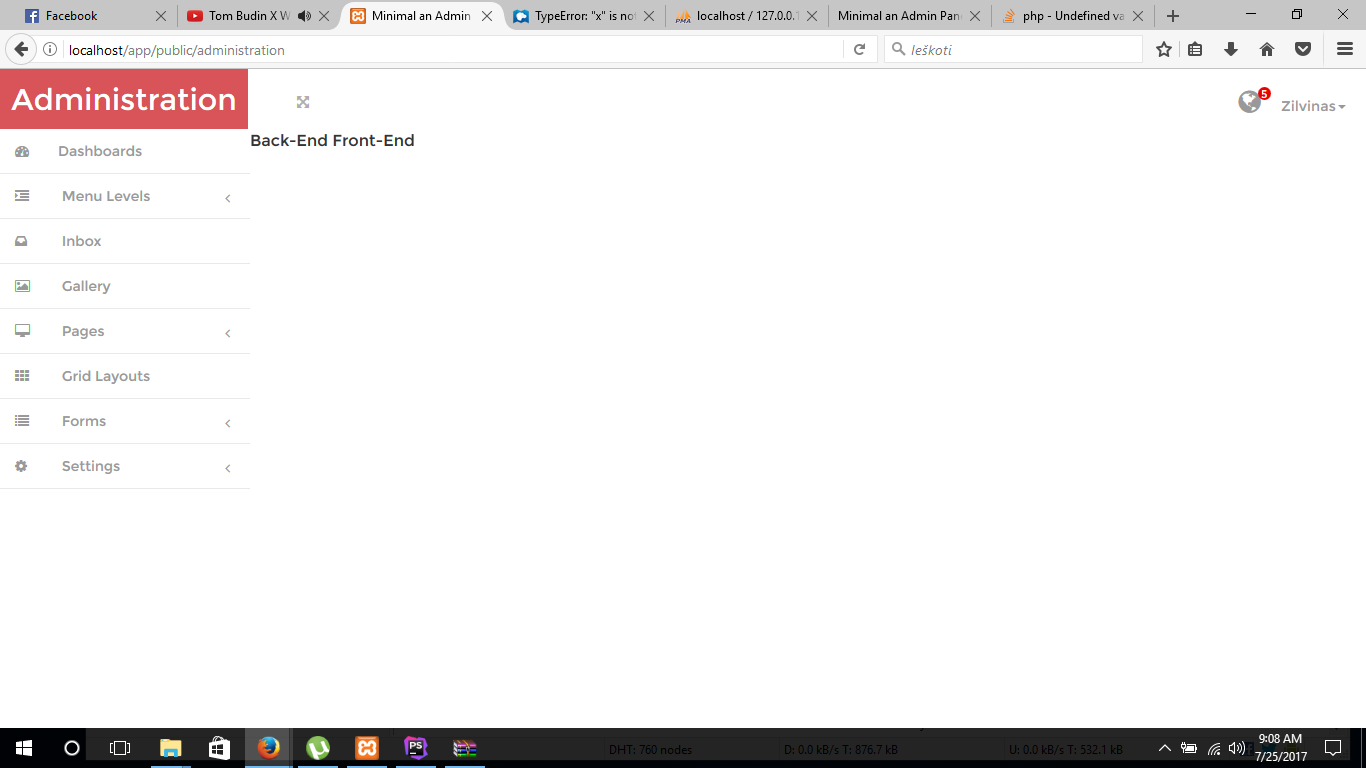 Facebook
Tom Budin X W
Minimal an Admin
TypeError: "x" is no
localhost / 127.0.0.1
Minimal an Admin Pan
php - Undefined va
localhost/app/public/administration
Ieškoti
Administration
5
Zilvinas
Back-End Front-End
Dashboards
Menu Levels
Inbox
Gallery
Pages
Grid Layouts
Forms
Settings
DHT: 760 nodes
D: 0.0 kB/s T: 876.7 kB
U: 0.0 kB/s T: 532.1 kB
9:08 AM
7/25/2017